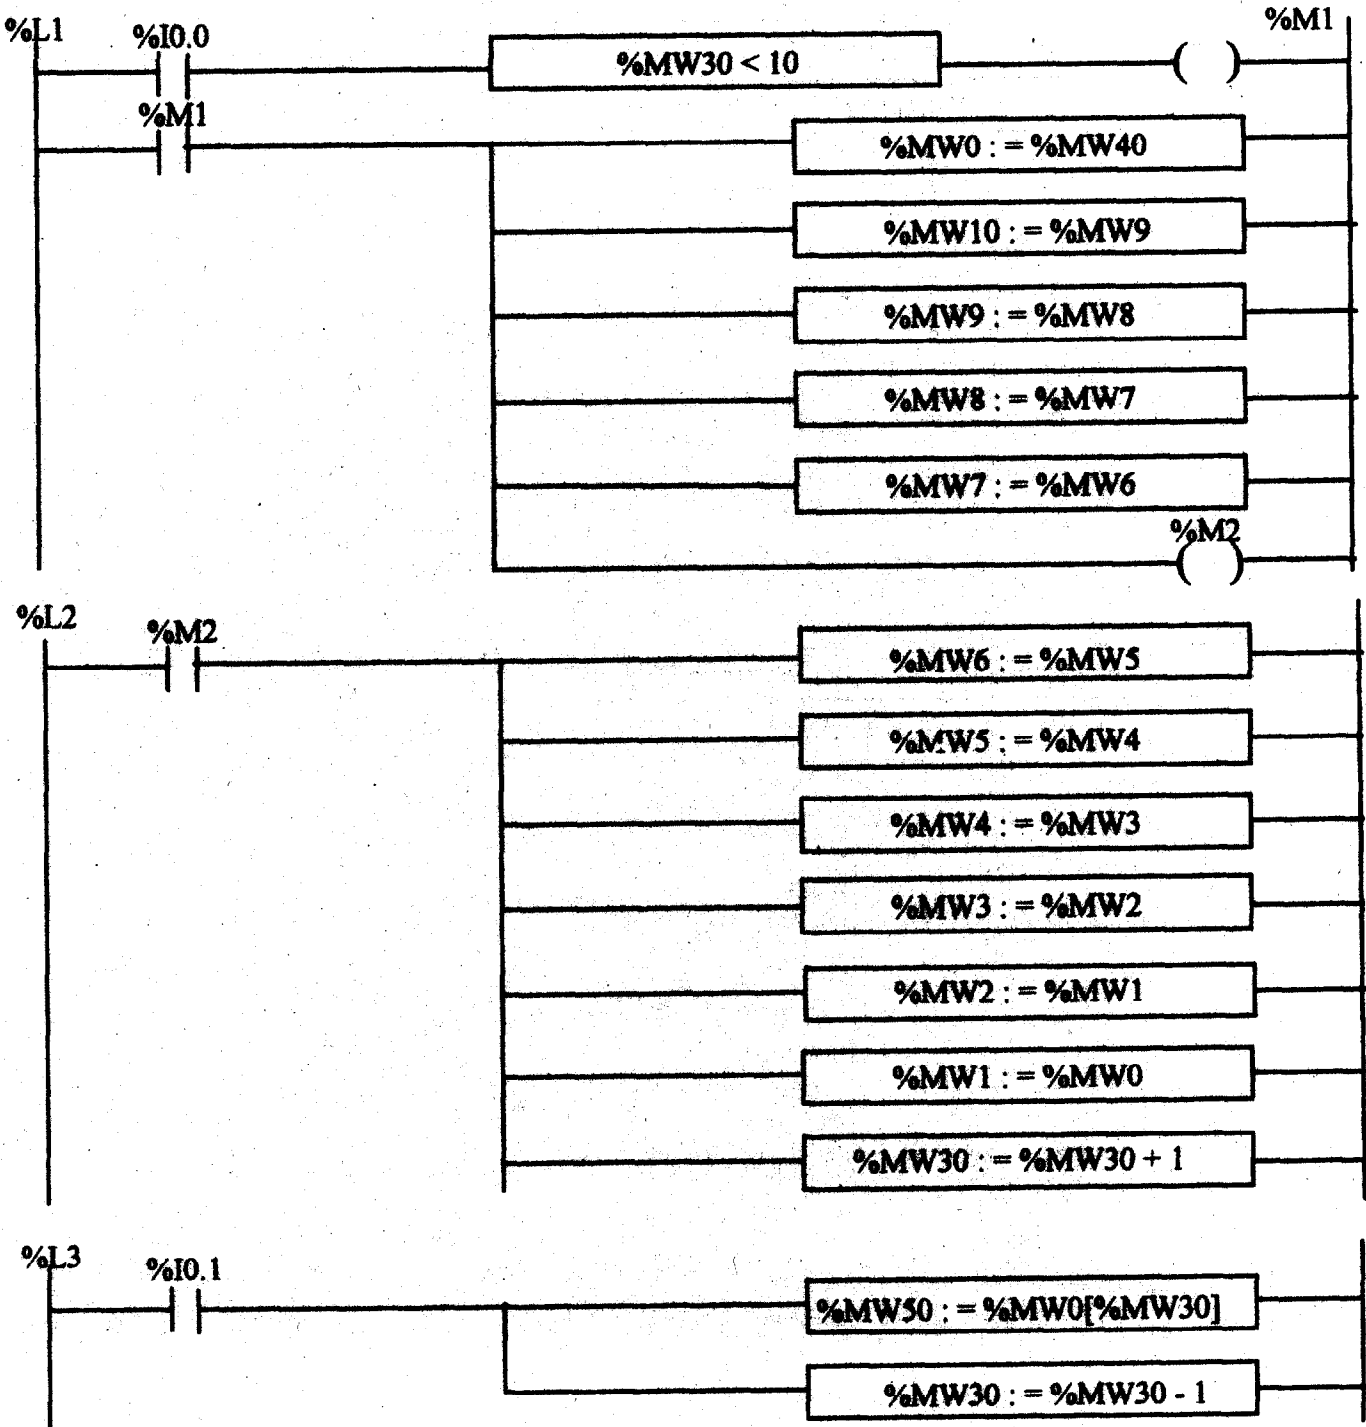 %L1
%I0.0
%M1
%MW30 < 10
%M1
%MW0 : = %MW40
%MW10 : = %MW9
%MW9 : = %MW8
%MW8 : = %MW7
%MW7 : = %MW6
%M2
%L2
%M2
%MW6 : = %MW5
%MW5 : = %MW4
%MW4 : = %MW3
%MW3 : = %MW2
%MW2 : = %MW1
%MW1 : = %MW0
%MW30 : = %MW30 + 1
%L3
%I0.1
%MW50 : = %MW0[%MW30]
%MW30 : = %MW30 - 1